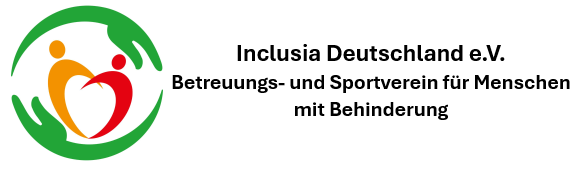 Inclusia Deutschland e.V.
Betreuungs- und Sportverein für Menschen
mit Behinderung